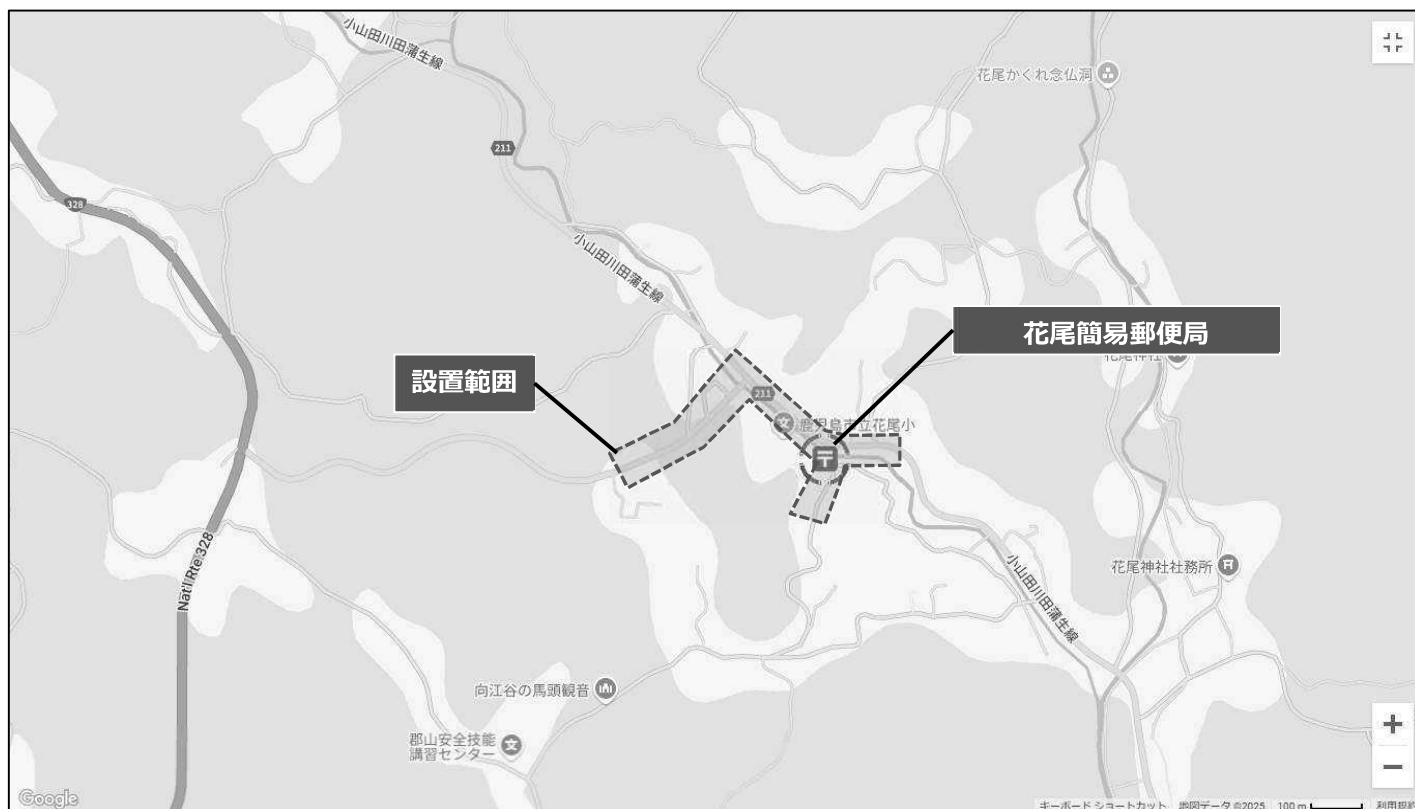 小山田川田蒲生線
花尾かくれ念仏洞
211
328
小山田川田蒲生線
花尾簡易郵便局
花尾神社
設置範囲
211
鹿児島市立花尾小
Nat'l Rte 328
花尾神社社務所
小山田川田蒲生線
向江谷の馬頭観音
郡山安全技能
講習センター
Google
キーボード ショートカット 地図データ ©2025 100 m 利用規約